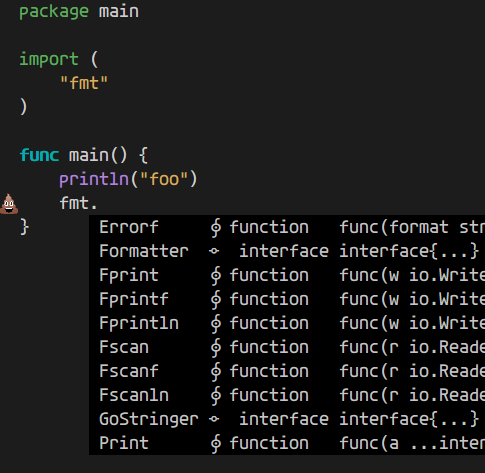 package main
import (
    "fmt"
)
func main() {
    println("foo")
💩  fmt.
}
Errorf ∮ function func(format str
Formatter ⟜ interface interface{...}
Fprint ∮ function func(w io.Write
Fprintf ∮ function func(w io.Write
Fprintln ∮ function func(w io.Write
Fscan ∮ function func(r io.Reade
Fscanf ∮ function func(r io.Reade
Fscanln ∮ function func(r io.Reade
GoStringer ⟜ interface interface{...}
Print ∮ function func(a ...inter